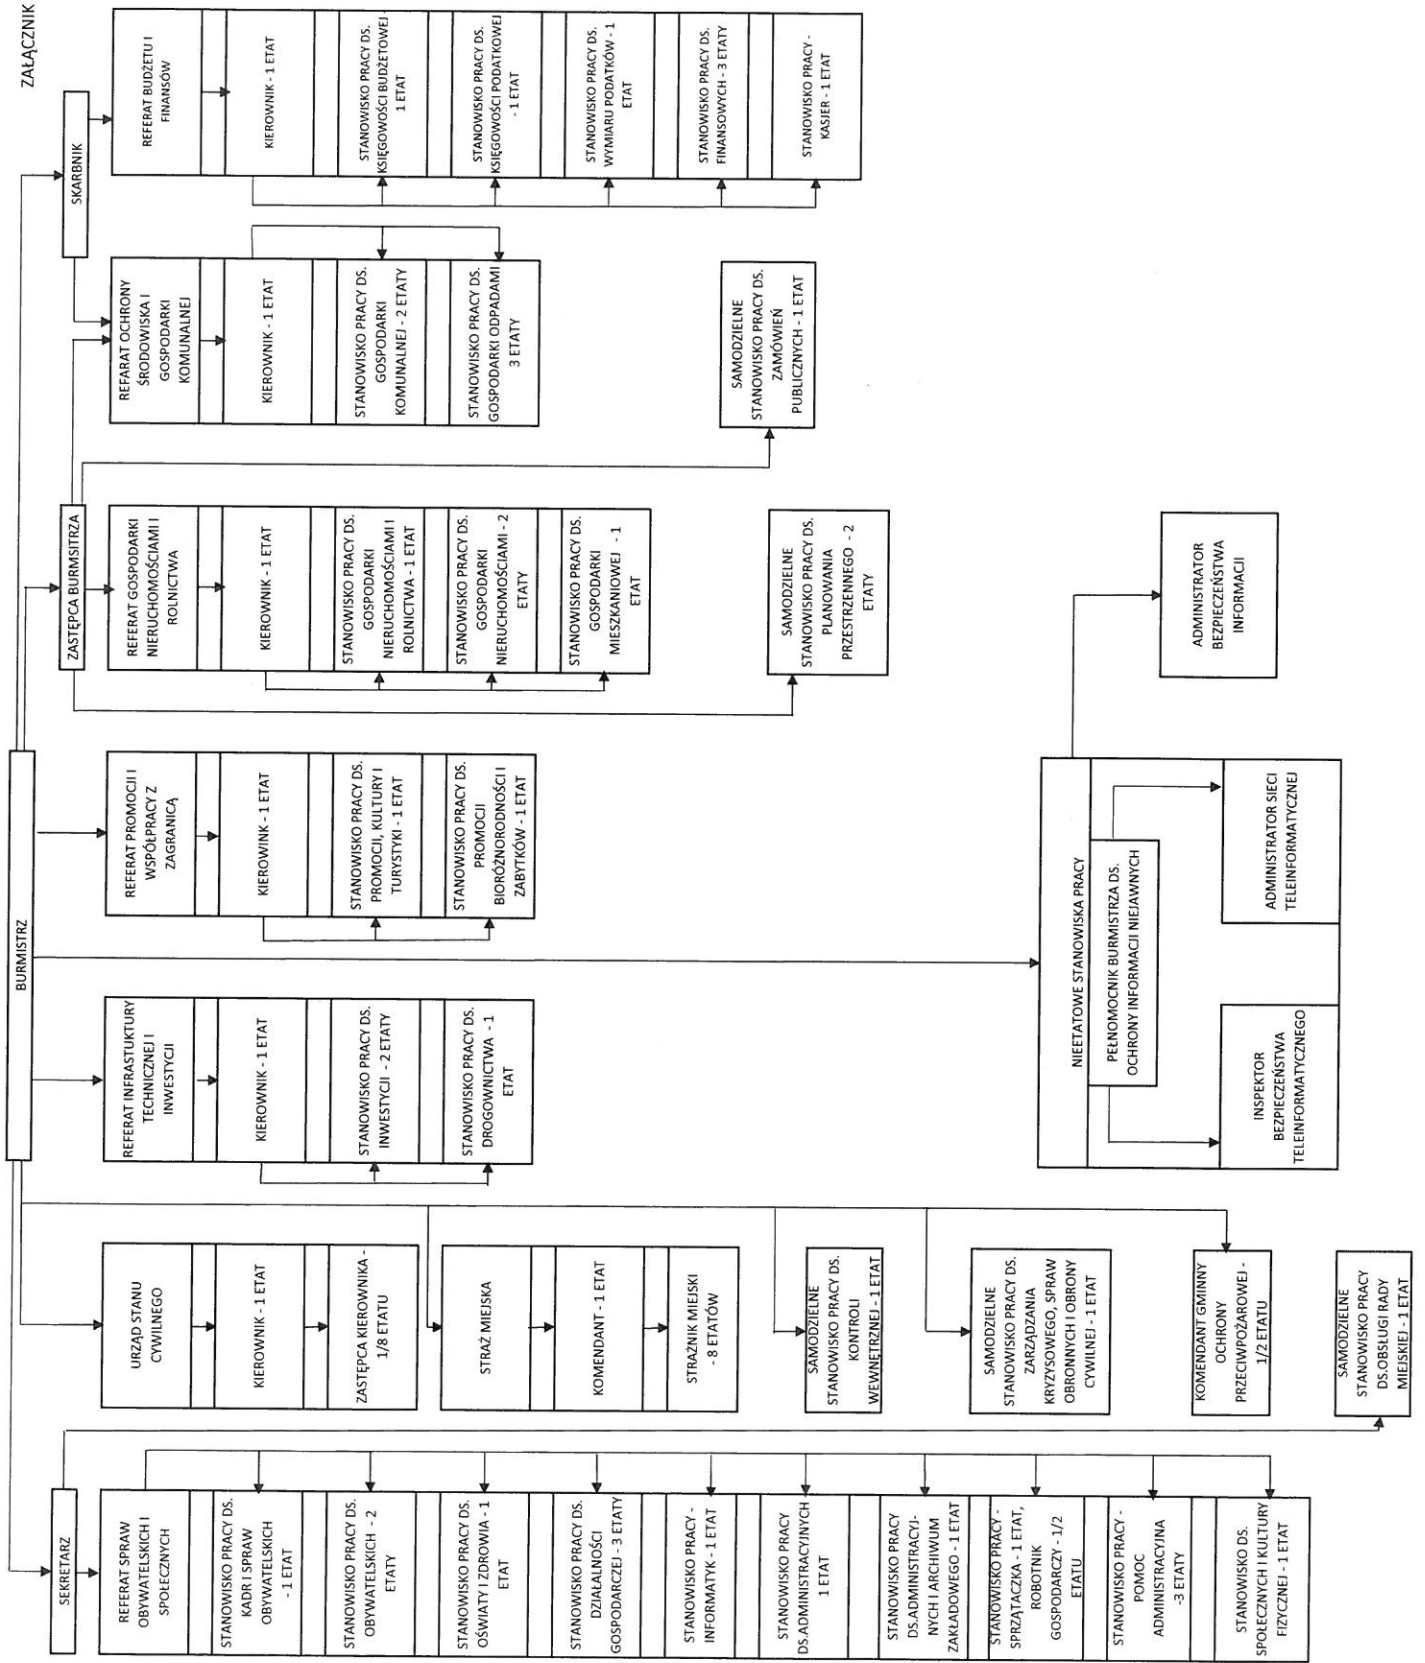 ZAŁĄCZNIK
BURMISTRZ
SEKRETARZ
ZASTĘPCA BURMSITRZA
SKARBNIK
REFERAT SPRAW
OBYWATELSKICH I
SPOŁECZNYCH
STANOWISKO PRACY DS.
KADR I SPRAW
OBYWATELSKICH
- 1 ETAT
STANOWISKO PRACY DS.
OBYWATELSKICH - 2
ETATY
STANOWISKO PRACY DS.
OŚWIATY I ZDROWIA - 1
ETAT
STANOWISKO PRACY DS.
DZIAŁALNOŚCI
GOSPODARCZEJ - 3 ETATY
STANOWISKO PRACY -
INFORMATYK - 1 ETAT
STANOWISKO PRACY
DS.ADMINISTRACYJNYCH
1 ETAT
STANOWISKO PRACY
DS.ADMINISTRACYJ-
NYCH I ARCHIWUM
ZAKŁADOWEGO - 1 ETAT
STANOWISKO PRACY -
SPRZĄTACZKA - 1 ETAT,
ROBOTNIK
GOSPODARCZY - 1/2
ETATU
STANOWISKO PRACY -
POMOC
ADMINISTRACYJNA
-3 ETATY
STANOWISKO DS.
SPOŁECZNYCH I KULTURY
FIZYCZNEJ - 1 ETAT
SAMODZIELNE
STANOWISKO PRACY
DS.OBSŁUGI RADY
MIEJSKIEJ - 1 ETAT
URZĄD STANU
CYWILNEGO
KIEROWNIK - 1 ETAT
ZASTĘPCA KIEROWNIKA -
1/8 ETATU
STRAŻ MIEJSKA
KOMENDANT - 1 ETAT
STRAŻNIK MIEJSKI
- 8 ETATÓW
SAMODZIELNE
STANOWISKO PRACY DS.
KONTROLI
WEWNĘTRZNEJ - 1 ETAT
SAMODZIELNE
STANOWISKO PRACY DS.
ZARZĄDZANIA
KRYZYSOWEGO, SPRAW
OBRONNYCH I OBRONY
CYWILNEJ - 1 ETAT
KOMENDANT GMINNY
OCHRONY
PRZECIWPOŻAROWEJ -
1/2 ETATU
REFERAT INFRASTUKTURY
TECHNICZNEJ I
INWESTYCJI
KIEROWNIK - 1 ETAT
STANOWISKO PRACY DS.
INWESTYCJI - 2 ETATY
STANOWISKO PRACY DS.
DROGOWNICTWA - 1
ETAT
REFERAT PROMOCJI I
WSPÓŁPRACY Z
ZAGRANICĄ
KIEROWINK - 1 ETAT
STANOWISKO PRACY DS.
PROMOCJI, KULTURY I
TURYSTYKI - 1 ETAT
STANOWISKO PRACY DS.
PROMOCJI
BIORÓŻNORODNOŚCI I
ZABYTKÓW - 1 ETAT
NIEETATOWE STANOWISKA PRACY
PEŁNOMOCNIK BURMISTRZA DS.
OCHRONY INFORMACJI NIEJAWNYCH
INSPEKTOR
BEZPIECZEŃSTWA
TELEINFORMATYCZNEGO
ADMINISTRATOR SIECI
TELEINFORMATYCZNEJ
ADMINISTRATOR
BEZPIECZEŃSTWA
INFORMACJI
REFERAT GOSPODARKI
NIERUCHOMOŚCIAMI I
ROLNICTWA
KIEROWNIK - 1 ETAT
STANOWISKO PRACY DS.
GOSPODARKI
NIERUCHOMOŚCIAMI I
ROLNICTWA - 1 ETAT
STANOWISKO PRACY DS.
GOSPODARKI
NIERUCHOMOŚCIAMI - 2
ETATY
STANOWISKO PRACY DS.
GOSPODARKI
MIESZKANIOWEJ - 1
ETAT
SAMODZIELNE
STANOWISKO PRACY DS.
PLANOWANIA
PRZESTRZENNEGO - 2
ETATY
REFARAT OCHRONY
ŚRODOWISKA I
GOSPODARKI
KOMUNALNEJ
KIEROWNIK - 1 ETAT
STANOWISKO PRACY DS.
GOSPODARKI
KOMUNALNEJ - 2 ETATY
STANOWISKO PRACY DS.
GOSPODARKI ODPADAMI
3 ETATY
SAMODZIELNE
STANOWISKO PRACY DS.
ZAMÓWIEŃ
PUBLICZNYCH - 1 ETAT
REFERAT BUDŻETU I
FINANSÓW
KIEROWNIK - 1 ETAT
STANOWISKO PRACY DS.
KSIĘGOWOŚCI BUDŻETOWEJ -
1 ETAT
STANOWISKO PRACY DS.
KSIĘGOWOŚCI PODATKOWEJ
- 1 ETAT
STANOWISKO PRACY DS.
WYMIARU PODATKÓW - 1
ETAT
STANOWISKO PRACY DS.
FINANSOWYCH - 3 ETATY
STANOWISKO PRACY -
KASJER - 1 ETAT